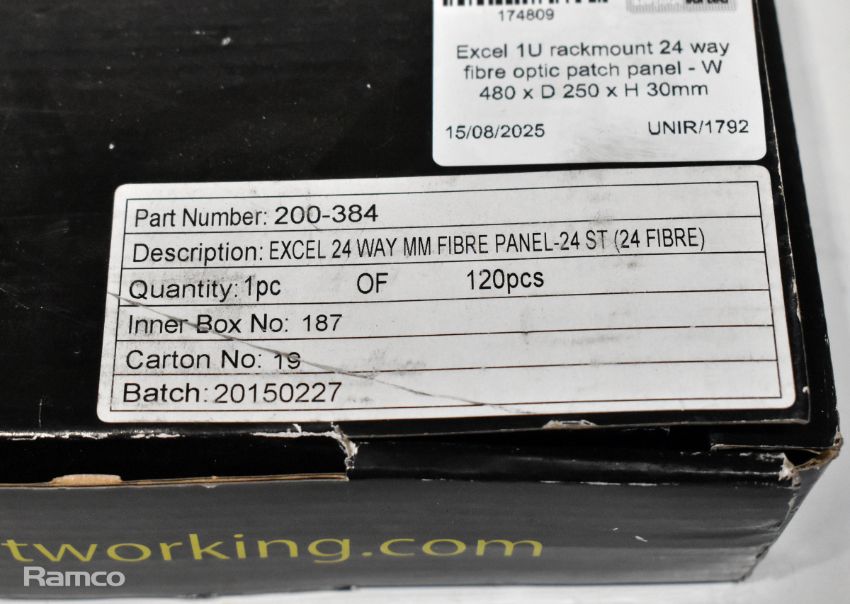 174809
Excel 1U rackmount 24 way
fibre optic patch panel - W
480 x D 250 x H 30mm
15/08/2025 UNIR/1792
Part Number: 200-384
Description: EXCEL 24 WAY MM FIBRE PANEL-24 ST (24 FIBRE)
Quantity: 1pc OF 120pcs
Inner Box No: 187
Carton No: 19
Batch: 20150227
tworking.com
Ramco